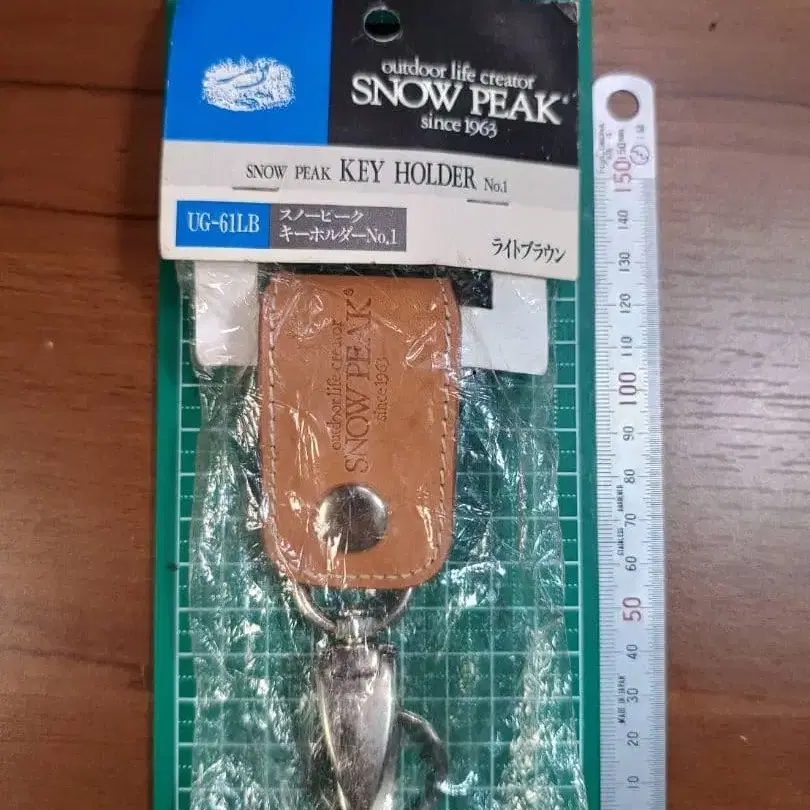 outdoor life creator
SNOW PEAK®
since 1963
SNOW PEAK KEY HOLDER No.1
UG-61LB
スノーピーク
キーホルダーNo.1
ライトブラウン
outdoor life creator
SNOW PEAK®
since 1963
150
140
130
120
110
100
90
80
70
60
50
40
30
20
10
150mm
STAINLESS HARDENED
MADE IN JAPAN